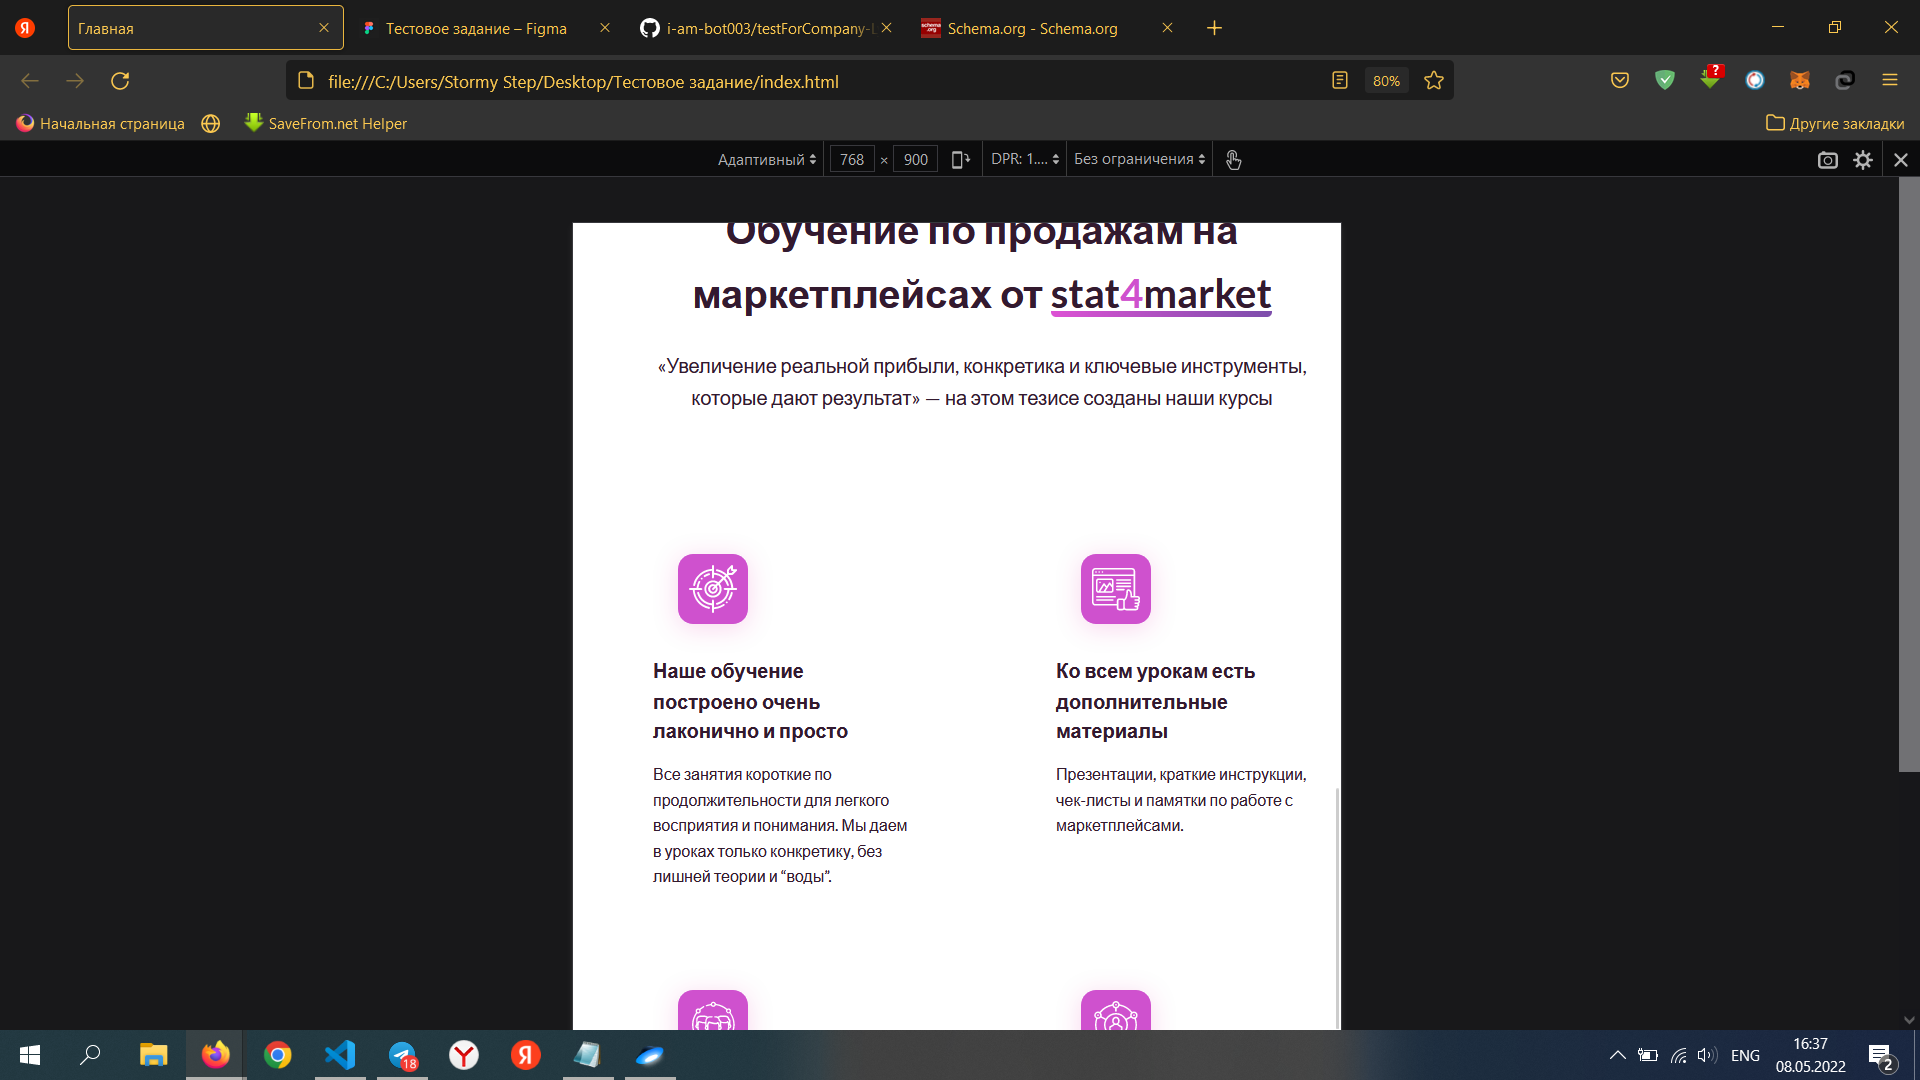 Главная
Тестовое задание – Figma
i-am-bot003/testForCompany-L
Schema.org - Schema.org
file:///C:/Users/Stormy Step/Desktop/Тестовое задание/index.html
80%
Начальная страница
SaveFrom.net Helper
Другие закладки
Адаптивный
768 × 900
DPR: 1....
Без ограничения
Обучение по продажам на
маркетплейсах от stat4market
«Увеличение реальной прибыли, конкретика и ключевые инструменты,
которые дают результат» — на этом тезисе созданы наши курсы
Наше обучение
построено очень
лаконично и просто
Все занятия короткие по
продолжительности для легкого
восприятия и понимания. Мы даем
в уроках только конкретику, без
лишней теории и “воды”.
Ко всем урокам есть
дополнительные
материалы
Презентации, краткие инструкции,
чек-листы и памятки по работе с
маркетплейсами.
18
ENG
16:37
08.05.2022
2